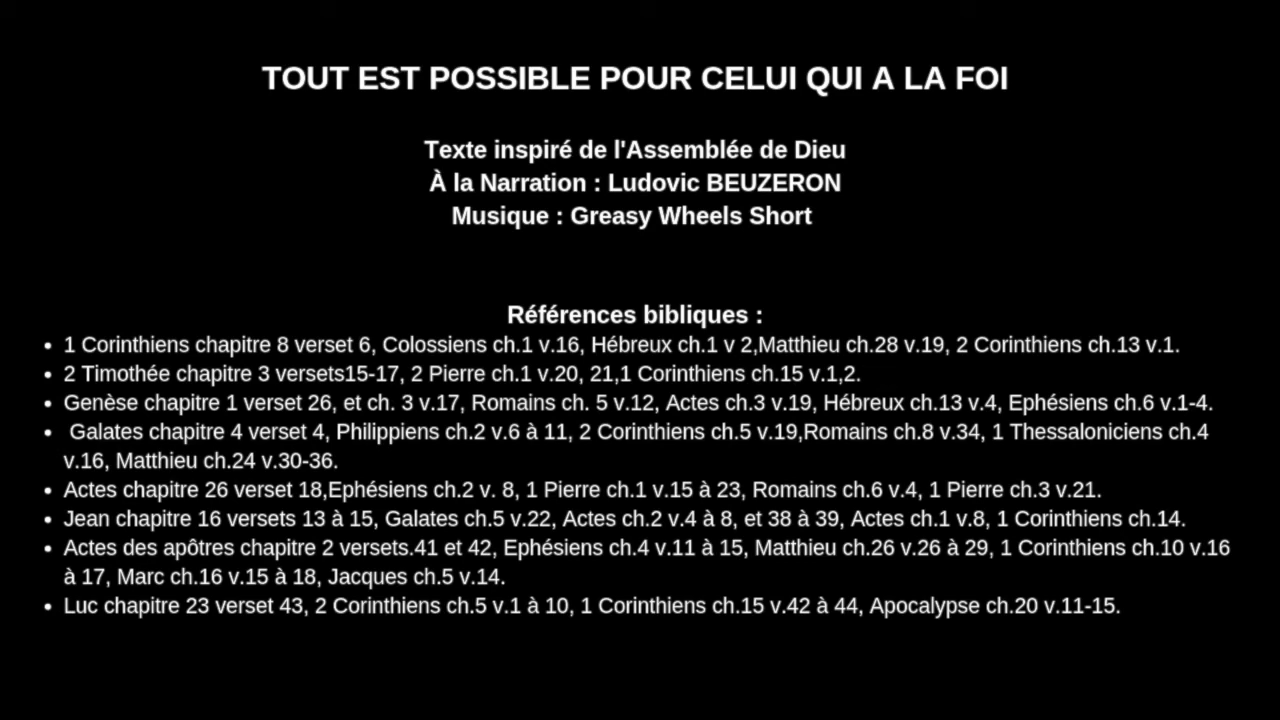 TOUT EST POSSIBLE POUR CELUI QUI A LA FOI
Texte inspiré de l'Assemblée de Dieu
À la Narration : Ludovic BEUZERON
Musique : Greasy Wheels Short
Références bibliques :
• 1 Corinthiens chapitre 8 verset 6, Colossiens ch.1 v.16, Hébreux ch.1 v 2,Matthieu ch.28 v.19, 2 Corinthiens ch.13 v.1.
• 2 Timothée chapitre 3 versets15-17, 2 Pierre ch.1 v.20, 21,1 Corinthiens ch.15 v.1,2.
• Genèse chapitre 1 verset 26, et ch. 3 v.17, Romains ch. 5 v.12, Actes ch.3 v.19, Hébreux ch.13 v.4, Ephésiens ch.6 v.1-4.
• Galates chapitre 4 verset 4, Philippiens ch.2 v.6 à 11, 2 Corinthiens ch.5 v.19,Romains ch.8 v.34, 1 Thessaloniciens ch.4
v.16, Matthieu ch.24 v.30-36.
• Actes chapitre 26 verset 18,Ephésiens ch.2 v. 8, 1 Pierre ch.1 v.15 à 23, Romains ch.6 v.4, 1 Pierre ch.3 v.21.
• Jean chapitre 16 versets 13 à 15, Galates ch.5 v.22, Actes ch.2 v.4 à 8, et 38 à 39, Actes ch.1 v.8, 1 Corinthiens ch.14.
• Actes des apôtres chapitre 2 versets.41 et 42, Ephésiens ch.4 v.11 à 15, Matthieu ch.26 v.26 à 29, 1 Corinthiens ch.10 v.16
à 17, Marc ch.16 v.15 à 18, Jacques ch.5 v.14.
• Luc chapitre 23 verset 43, 2 Corinthiens ch.5 v.1 à 10, 1 Corinthiens ch.15 v.42 à 44, Apocalypse ch.20 v.11-15.